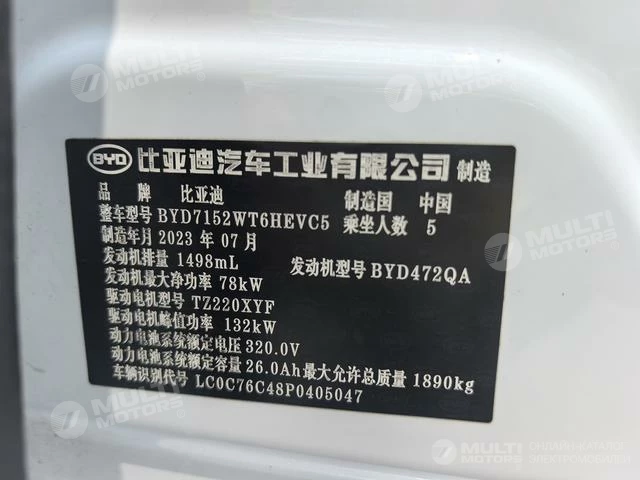 BYD 比亚迪汽车工业有限公司 制造
品 牌 比亚迪 制造国 中国
整车型号 BYD7152WT6HEVC5 乘坐人数 5
制造年月 2023 年 07 月
发动机排量 1498mL 发动机型号 BYD472QA
发动机最大净功率 78kW
驱动电机型号 TZ220XYF
驱动电机峰值功率 132kW
动力电池系统额定电压 320.0V
动力电池系统额定容量 26.0Ah 最大允许总质量 1890kg
车辆识别代号 LC0C76C48P0405047
MULTI MOTORS
MULTI MOTORS
MULTI MOTORS
MULTI MOTORS ОНЛАЙН-КАТАЛОГ
ЭЛЕКТРОМОБИЛЕЙ